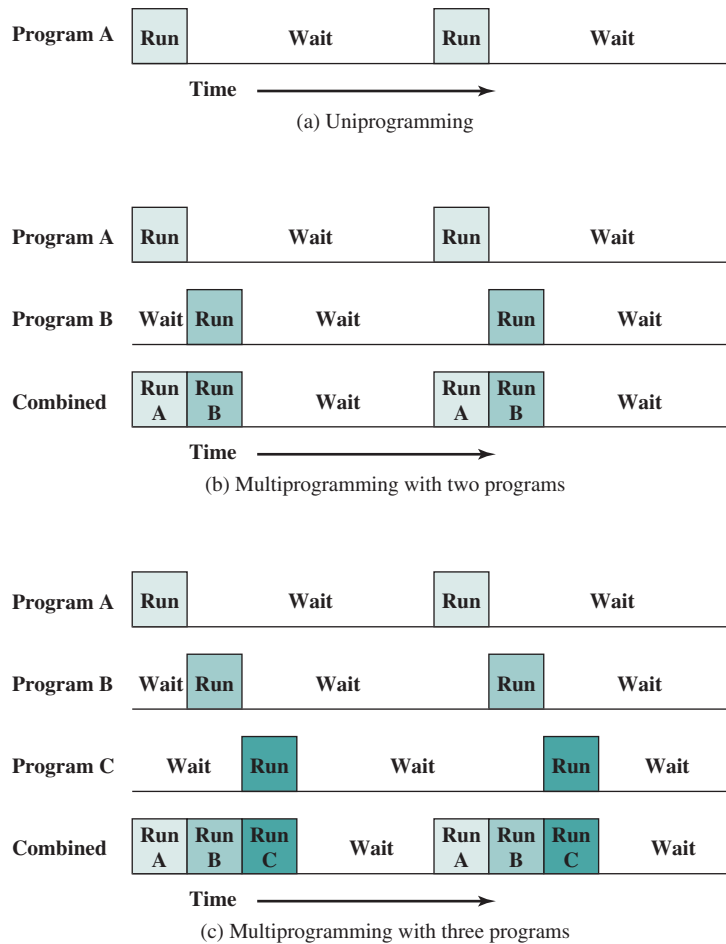 Program A Run Wait Run Wait
Time
(a) Uniprogramming
Program A Run Wait Run Wait
Program B Wait Run Wait Run Wait
Combined Run A Run B Wait Run A Run B Wait
Time
(b) Multiprogramming with two programs
Program A Run Wait Run Wait
Program B Wait Run Wait Run Wait
Program C Wait Run Wait Run Wait
Combined Run A Run B Run C Wait Run A Run B Run C Wait
Time
(c) Multiprogramming with three programs